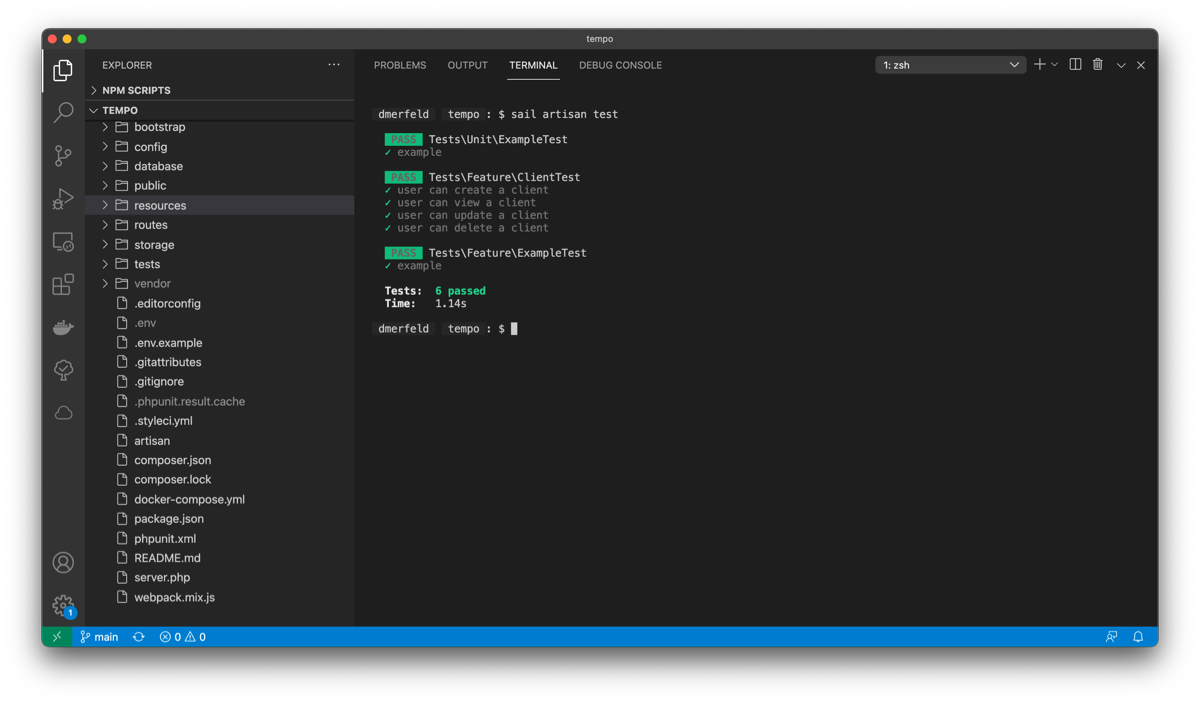 tempo
EXPLORER
NPM SCRIPTS
TEMPO
bootstrap
config
database
public
resources
routes
storage
tests
vendor
.editorconfig
.env
.env.example
.gitattributes
.gitignore
.phpunit.result.cache
.styleci.yml
artisan
composer.json
composer.lock
docker-compose.yml
package.json
phpunit.xml
README.md
server.php
webpack.mix.js
PROBLEMS OUTPUT TERMINAL DEBUG CONSOLE 1: zsh
dmerfeld tempo : $ sail artisan test
PASS Tests\Unit\ExampleTest
✓ example
PASS Tests\Feature\ClientTest
✓ user can create a client
✓ user can view a client
✓ user can update a client
✓ user can delete a client
PASS Tests\Feature\ExampleTest
✓ example
Tests: 6 passed
Time: 1.14s
dmerfeld tempo : $
1
main 0 0